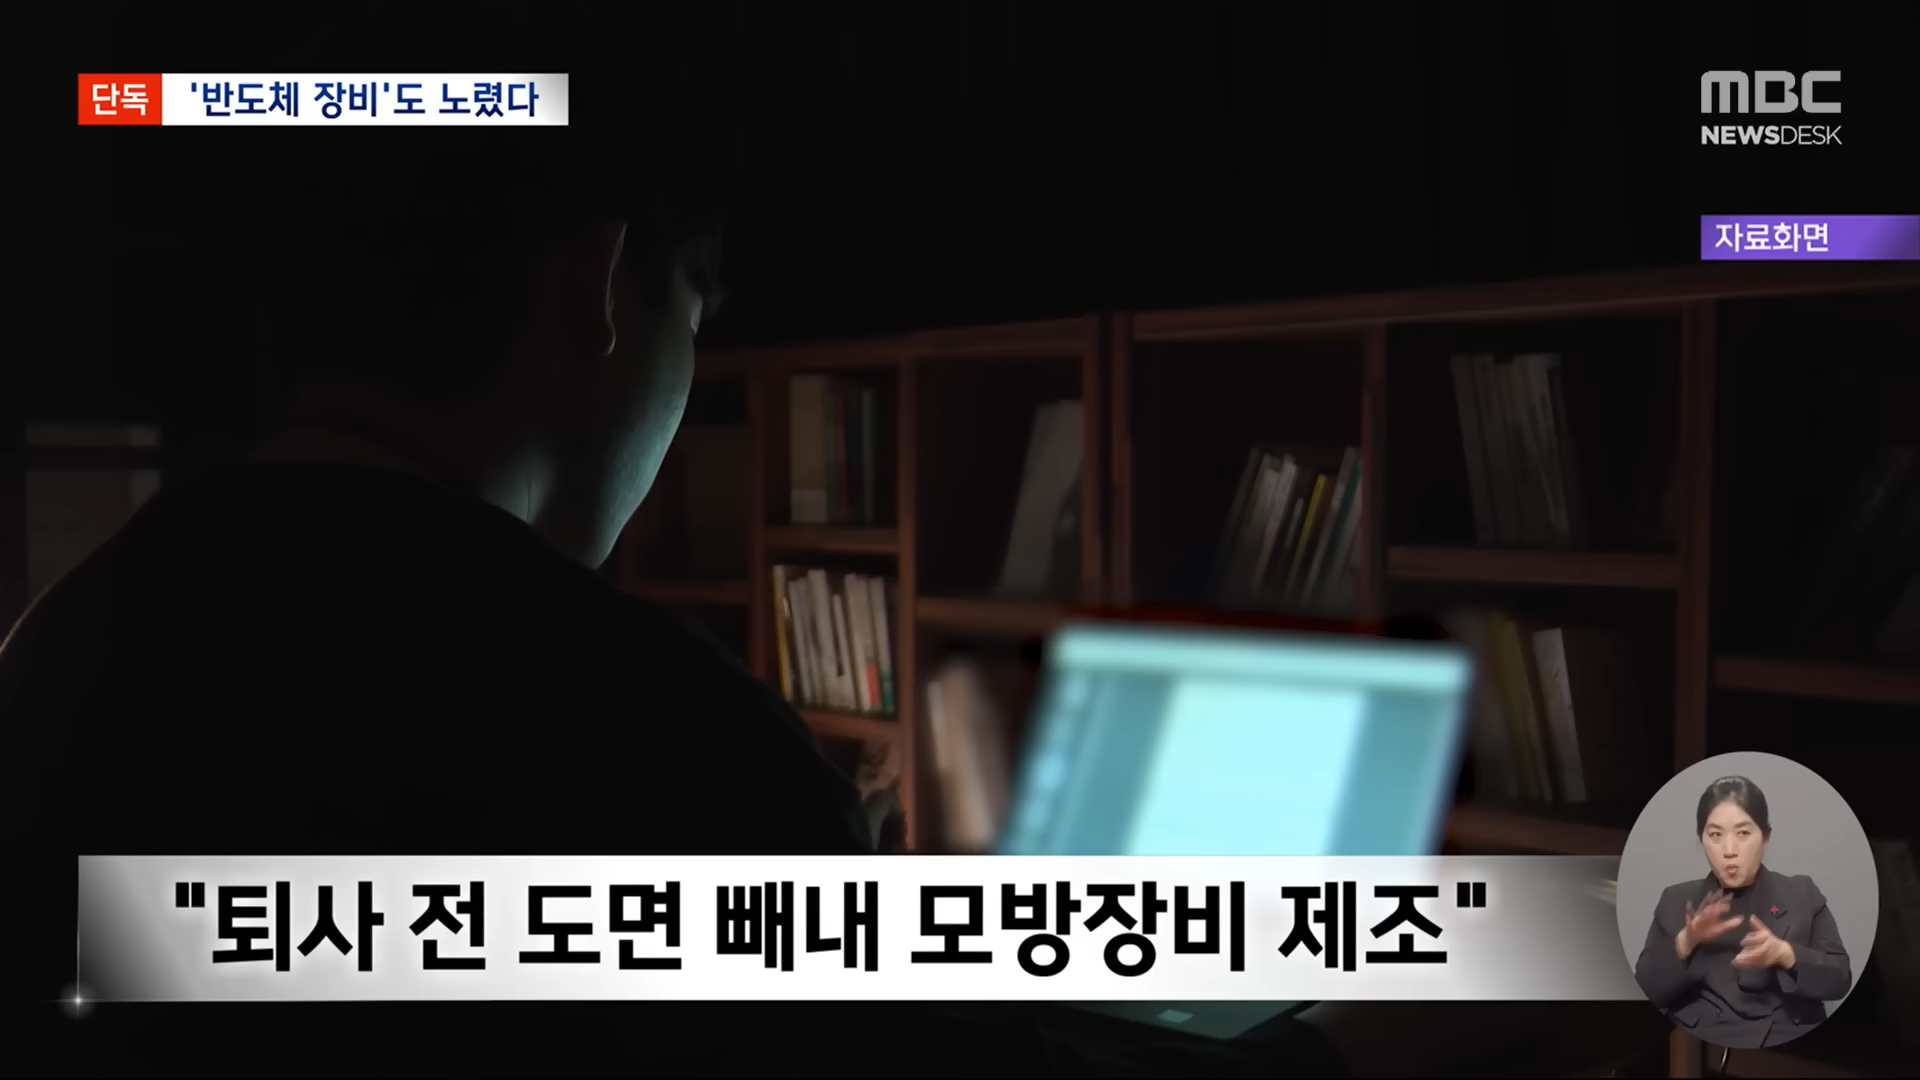 단독 '반도체 장비'도 노렸다
MBC
NEWSDESK
자료화면
"퇴사 전 도면 빼내 모방장비 제조"